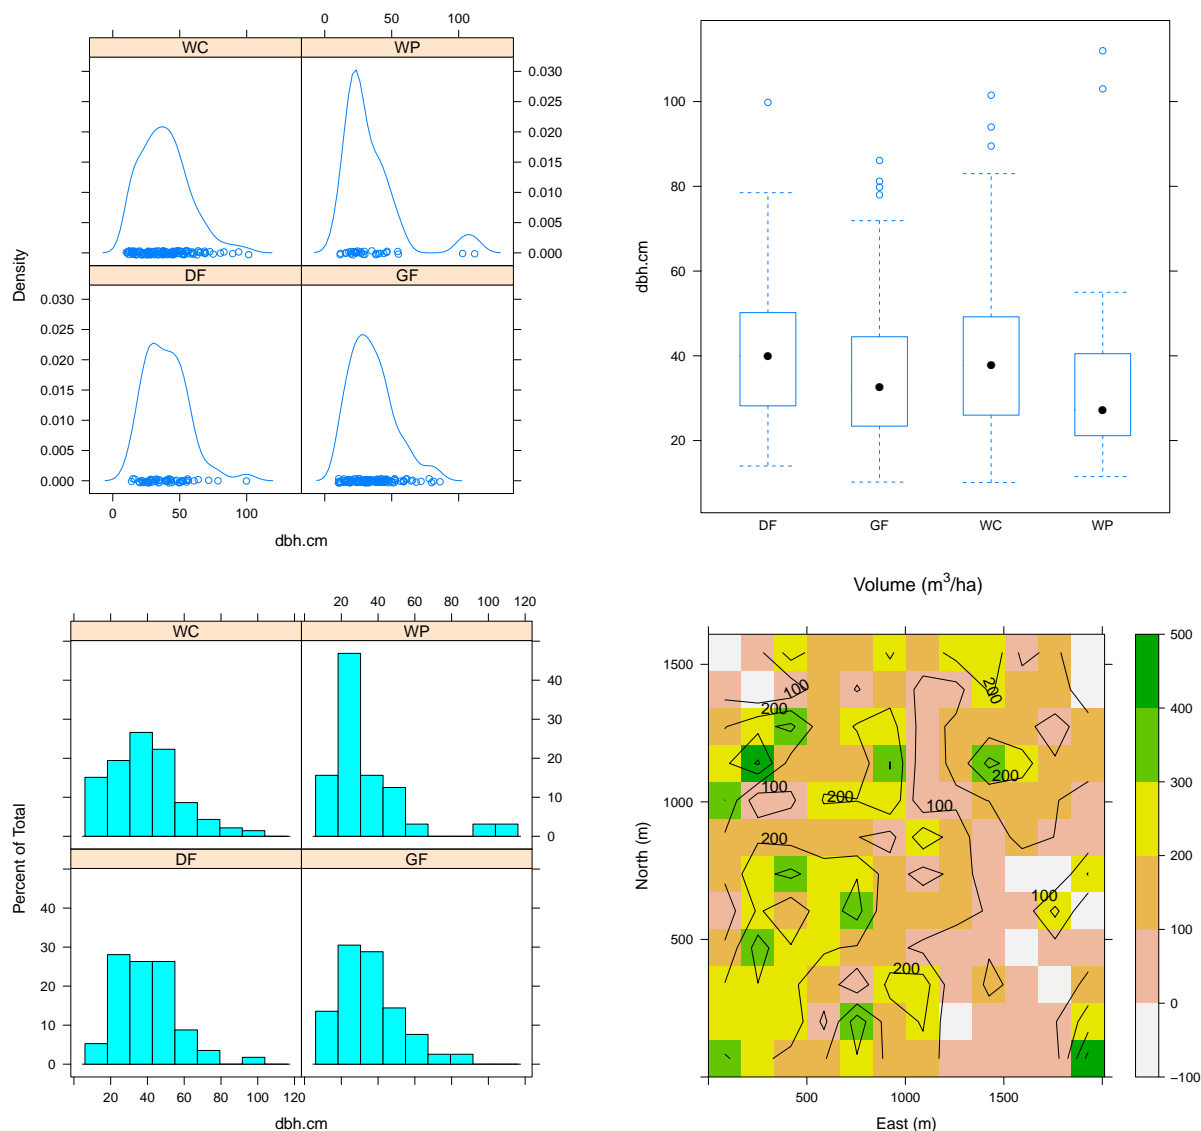 0 50 100
WC WP
0.030
0.025
0.020
0.015
0.010
0.005
0.000
DF GF
0.030
0.025
0.020
0.015
0.010
0.005
0.000
0 50 100
dbh.cm
Density
100
80
60
40
20
dbh.cm
DF GF WC WP
20 40 60 80 100 120
WC WP
40
30
20
10
0
DF GF
40
30
20
10
0
20 40 60 80 100 120
dbh.cm
Percent of Total
Volume (m3/ha)
1500
1000
500
North (m)
100
200
200
200
100
200
100
200
200
100
200
500 1000 1500
East (m)
500
400
300
200
100
0
−100